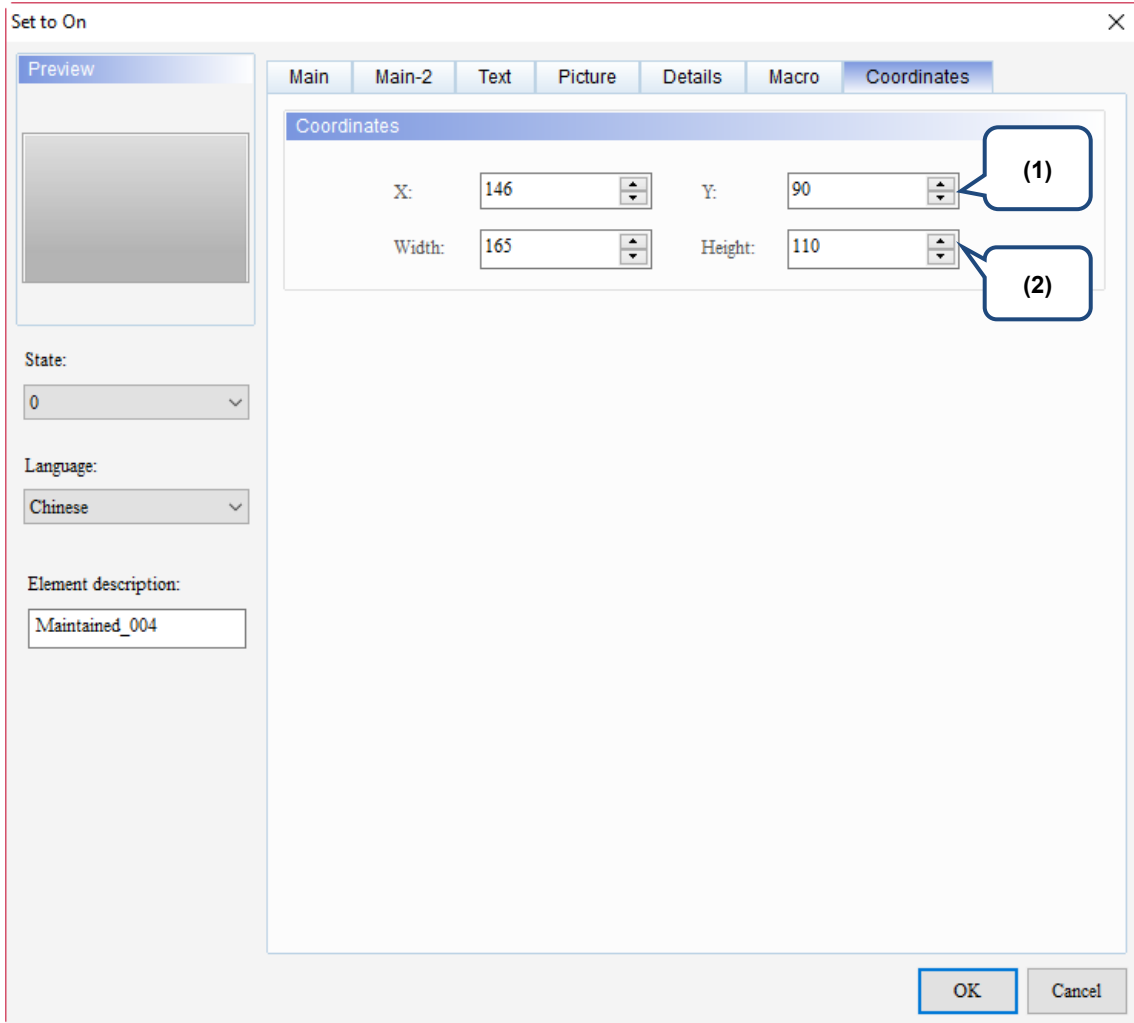 Set to On
Preview
Main Main-2 Text Picture Details Macro Coordinates
Coordinates
X: 146 Y: 90
(1)
Width: 165 Height: 110
(2)
State:
0
Language:
Chinese
Element description:
Maintained_004
OK Cancel